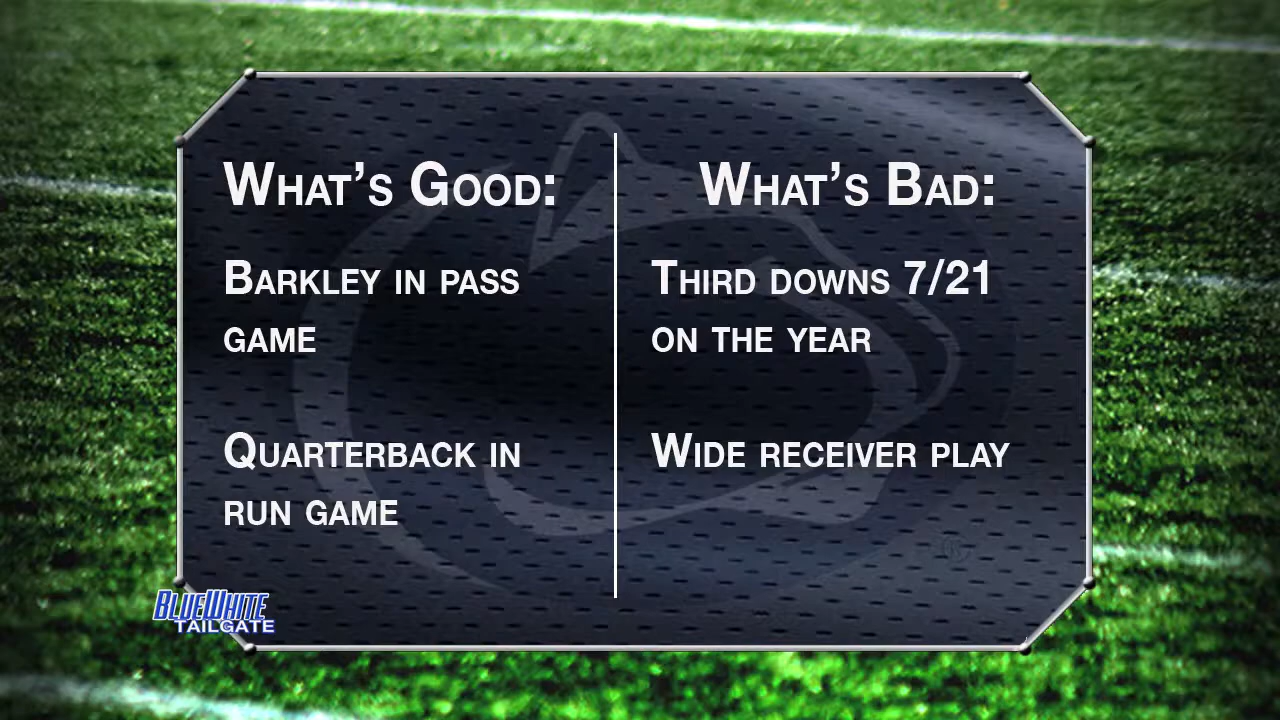 What's Good:
Barkley in pass
game
Quarterback in
run game
What's Bad:
Third downs 7/21
on the year
Wide receiver play
®
BlueWhite
Tailgate